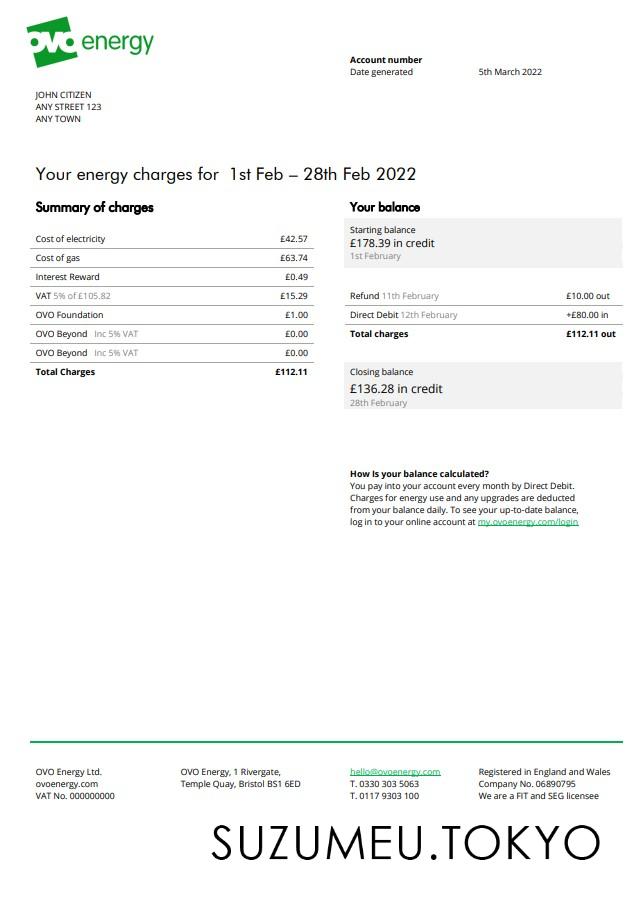 ovo energy
Account number
Date generated 5th March 2022
JOHN CITIZEN
ANY STREET 123
ANY TOWN
Your energy charges for 1st Feb – 28th Feb 2022
Summary of charges
Cost of electricity £42.57
Cost of gas £63.74
Interest Reward £0.49
VAT 5% of £105.82 £15.29
OVO Foundation £1.00
OVO Beyond Inc 5% VAT £0.00
OVO Beyond Inc 5% VAT £0.00
Total Charges £112.11
Your balance
Starting balance
£178.39 in credit
1st February
Refund 11th February £10.00 out
Direct Debit 12th February +£80.00 in
Total charges £112.11 out
Closing balance
£136.28 in credit
28th February
How Is your balance calculated?
You pay into your account every month by Direct Debit.
Charges for energy use and any upgrades are deducted
from your balance daily. To see your up-to-date balance,
log in to your online account at my.ovoenergy.com/login
OVO Energy Ltd.
ovoenergy.com
VAT No. 000000000
OVO Energy, 1 Rivergate,
Temple Quay, Bristol BS1 6ED
hello@ovoenergy.com
T. 0330 303 5063
T. 0117 9303 100
Registered in England and Wales
Company No. 06890795
We are a FIT and SEG licensee
SUZUMEU.TOKYO